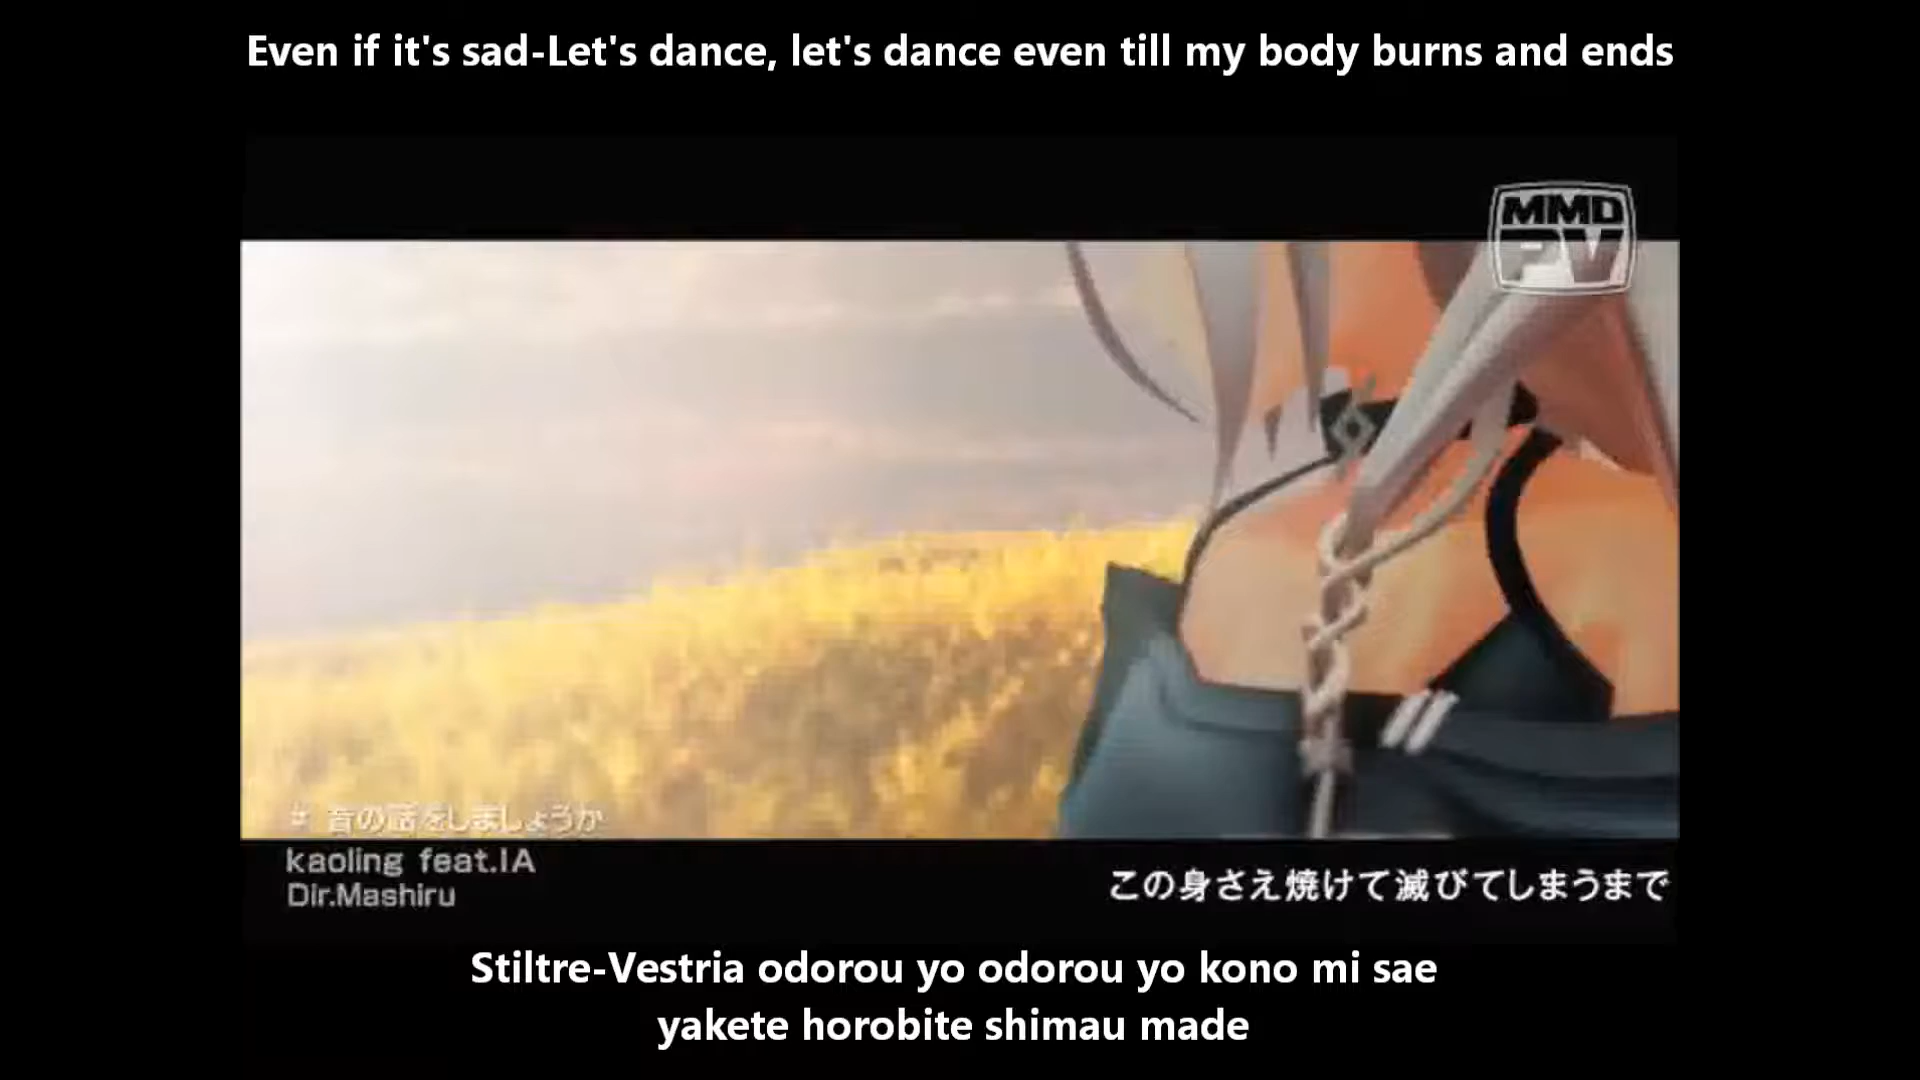 Even if it's sad-Let's dance, let's dance even till my body burns and ends
MMD
PV
# 昔の話をしましょうか
kaoling feat.IA
Dir.Mashiru
この身さえ焼けて滅びてしまうまで
Stiltre-Vestria odorou yo odorou yo kono mi sae
yakete horobite shimau made